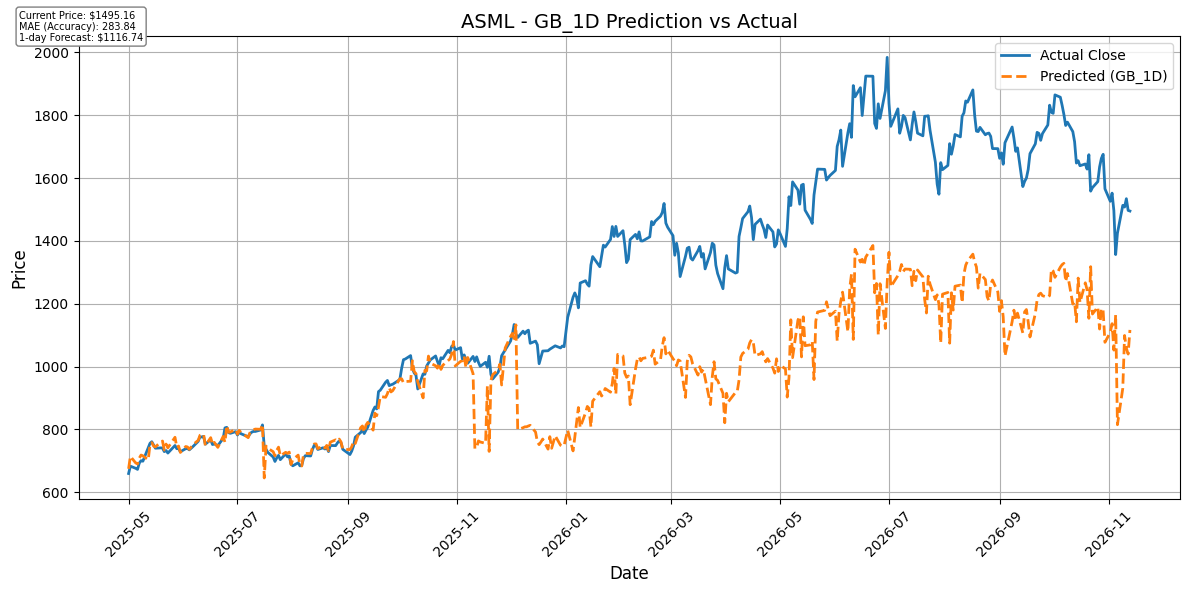 ASML - GB_1D Prediction vs Actual
Current Price: $1495.16
MAE (Accuracy): 283.84
1-day Forecast: $1116.74
Actual Close
Predicted (GB_1D)
Price
2000
1800
1600
1400
1200
1000
800
600
2025-05
2025-07
2025-09
2025-11
2026-01
2026-03
2026-05
2026-07
2026-09
2026-11
Date